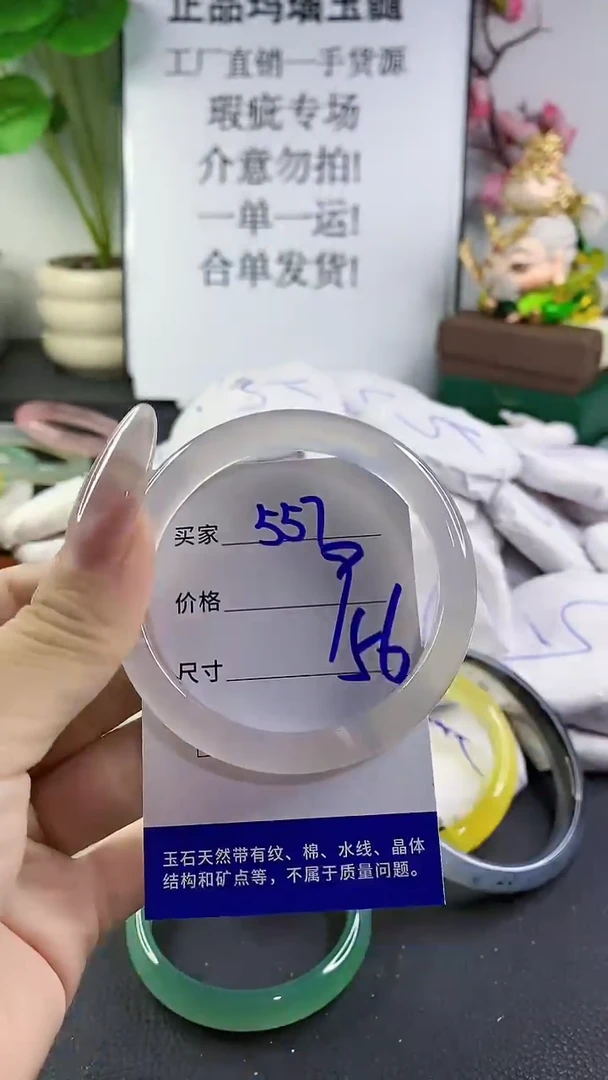 正品玛瑙玉髓
工厂直销一手货源
瑕疵专场
介意勿拍!
一单一运!
合单发货!
买家 557
价格 9
尺寸 56
玉石天然带有纹、棉、水线、晶体
结构和矿点等，不属于质量问题。